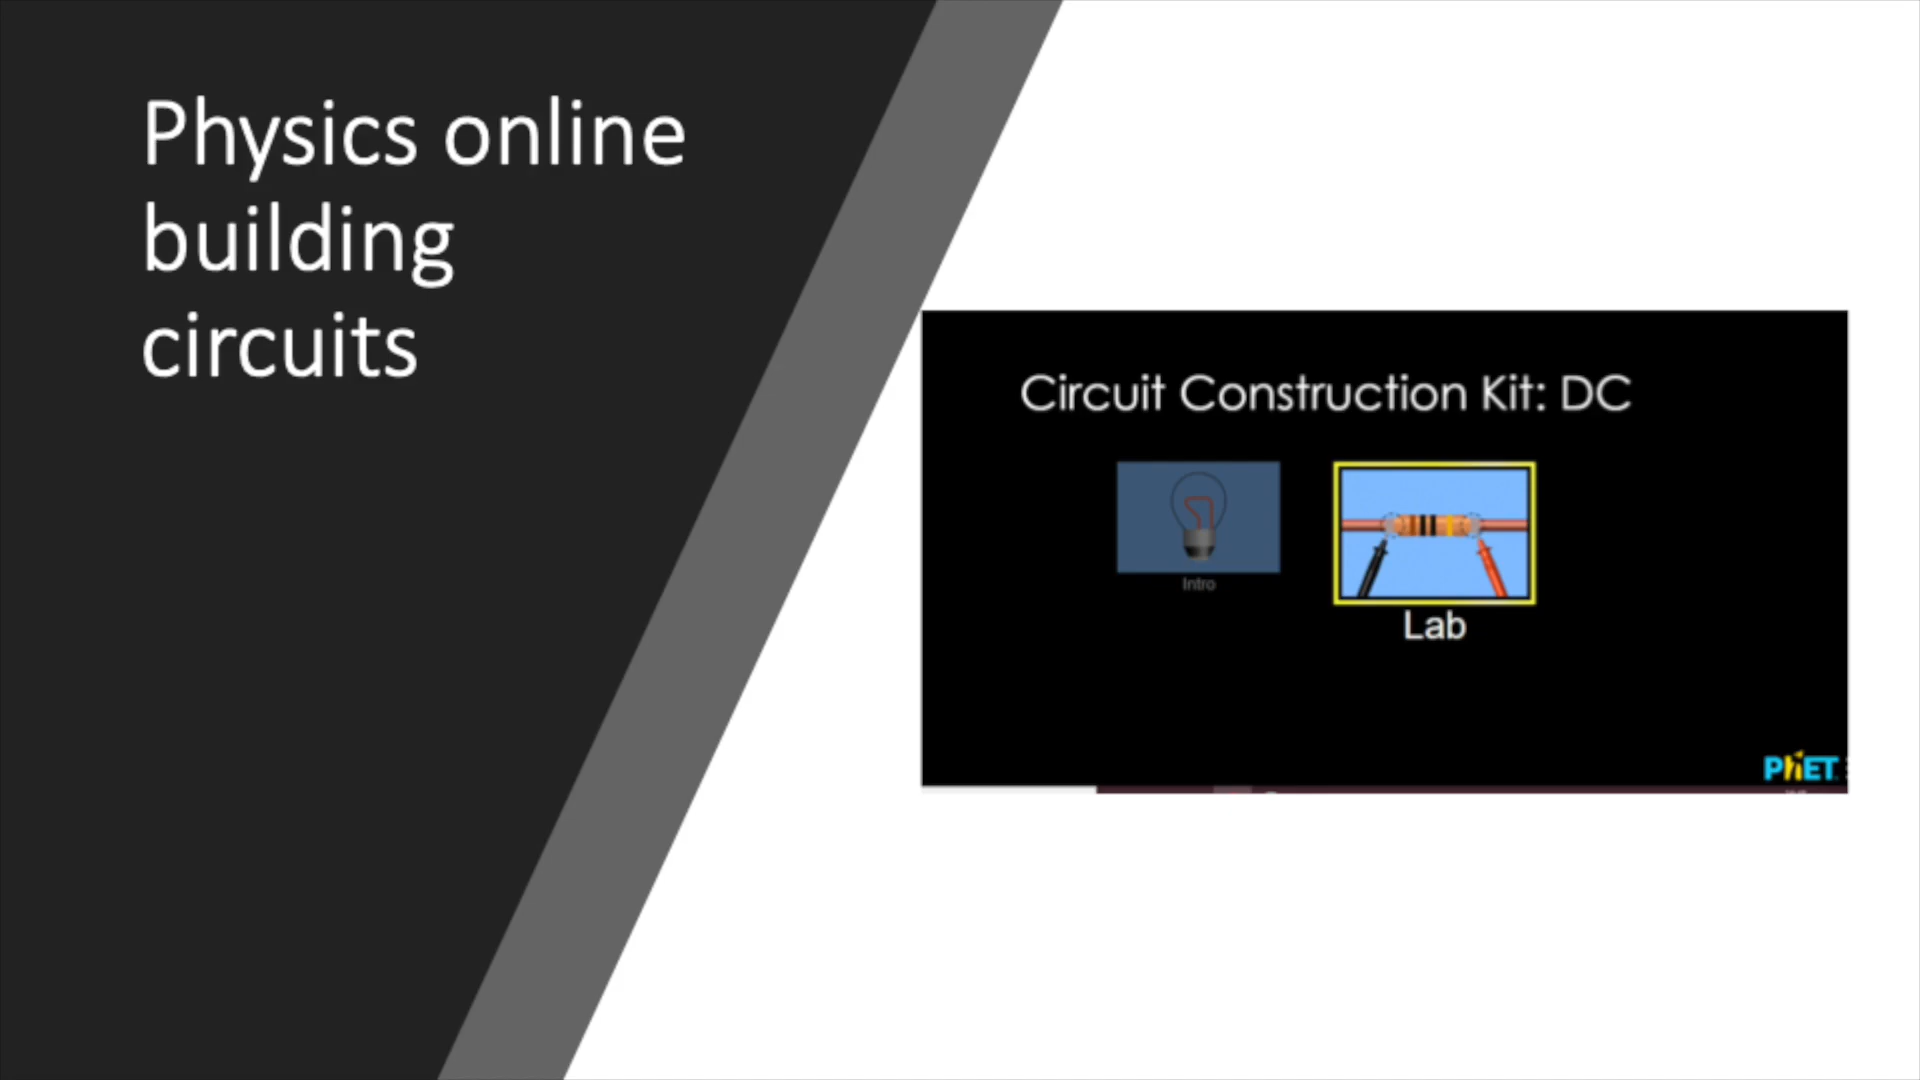 Physics online
building
circuits
Circuit Construction Kit: DC
Intro
Lab
PhET